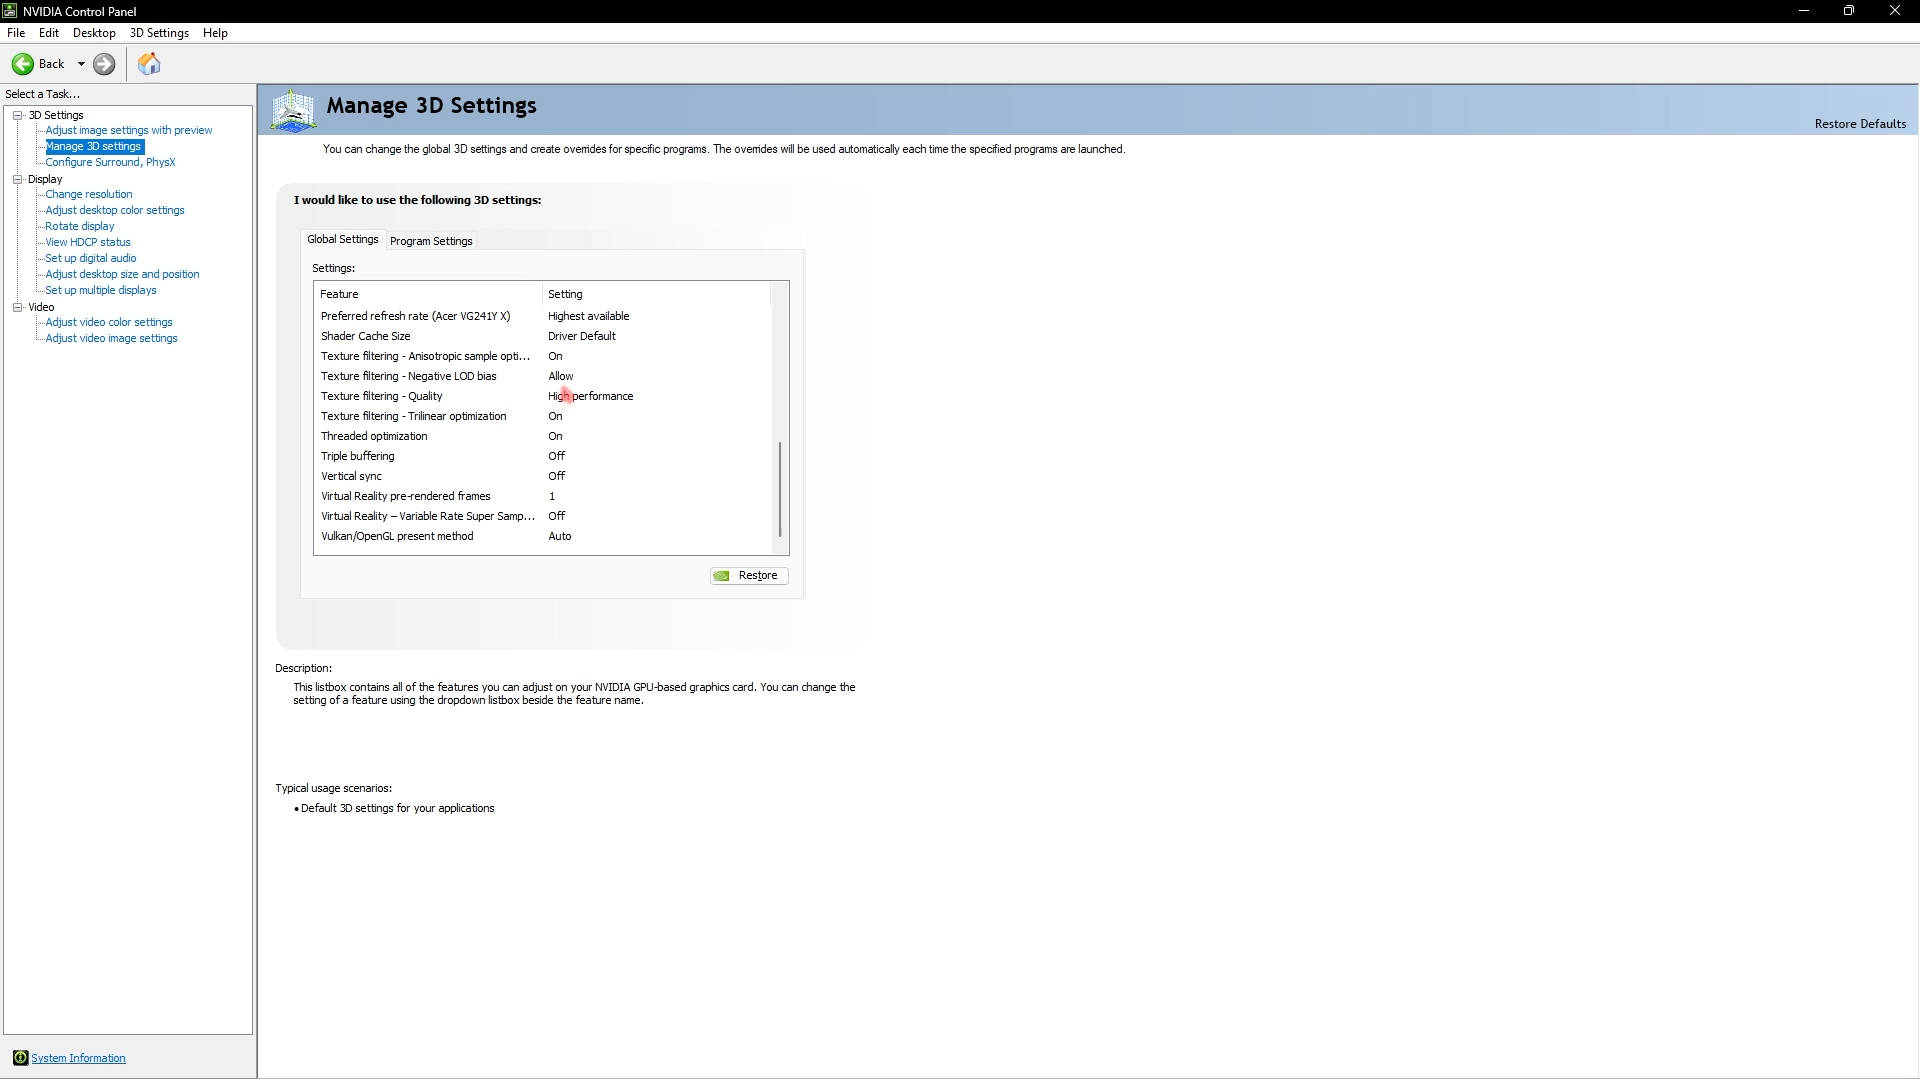 NVIDIA Control Panel
File Edit Desktop 3D Settings Help
Back
Select a Task...
3D Settings
Adjust image settings with preview
Manage 3D settings
Configure Surround, PhysX
Display
Change resolution
Adjust desktop color settings
Rotate display
View HDCP status
Set up digital audio
Adjust desktop size and position
Set up multiple displays
Video
Adjust video color settings
Adjust video image settings
System Information
Manage 3D Settings
Restore Defaults
You can change the global 3D settings and create overrides for specific programs. The overrides will be used automatically each time the specified programs are launched.
I would like to use the following 3D settings:
Global Settings Program Settings
Settings:
Feature Setting
Preferred refresh rate (Acer VG241Y X) Highest available
Shader Cache Size Driver Default
Texture filtering - Anisotropic sample opti... On
Texture filtering - Negative LOD bias Allow
Texture filtering - Quality High performance
Texture filtering - Trilinear optimization On
Threaded optimization On
Triple buffering Off
Vertical sync Off
Virtual Reality pre-rendered frames 1
Virtual Reality – Variable Rate Super Samp... Off
Vulkan/OpenGL present method Auto
Restore
Description:
This listbox contains all of the features you can adjust on your NVIDIA GPU-based graphics card. You can change the
setting of a feature using the dropdown listbox beside the feature name.
Typical usage scenarios:
• Default 3D settings for your applications